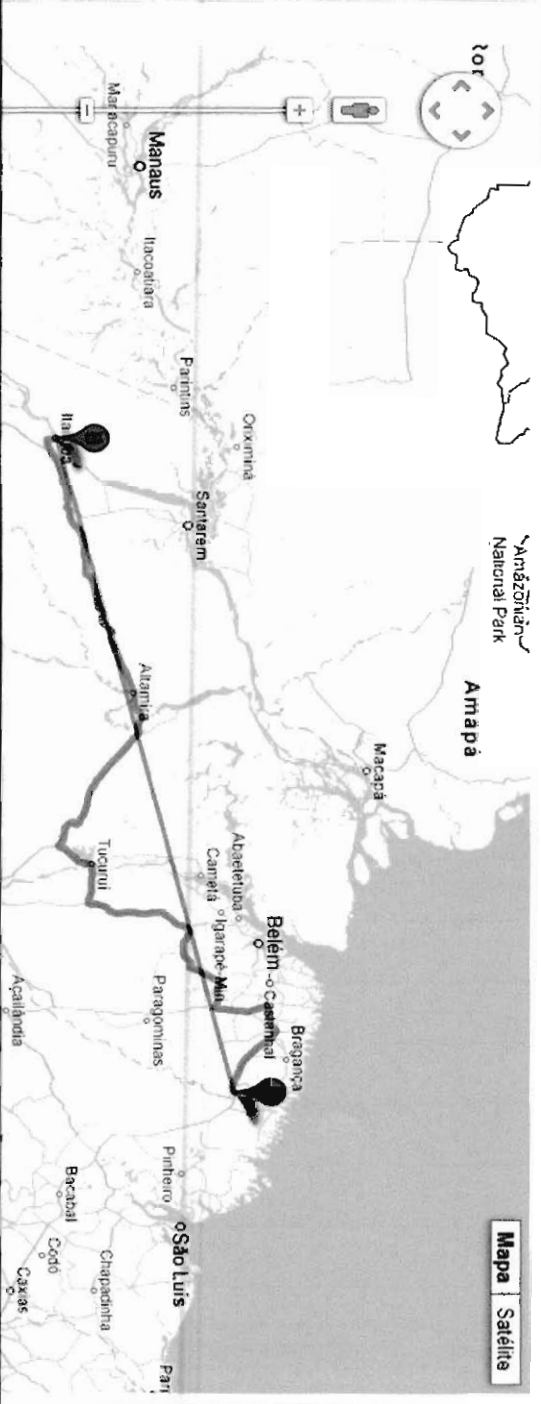 Mapa
Satélite
Amazonian
National Park
Amapá
Macapá
Oriximiná
Parintins
Santarém
Manaus
Manacapuru
Itacoatiara
Altamira
Tucuruí
Abaetetuba
Cametá
Igarapé-Miri
Belém
Castanhal
Bragança
Paragominas
Açailândia
Pinheiro
São Luís
Bacabal
Codó
Chapadinha
Caxias